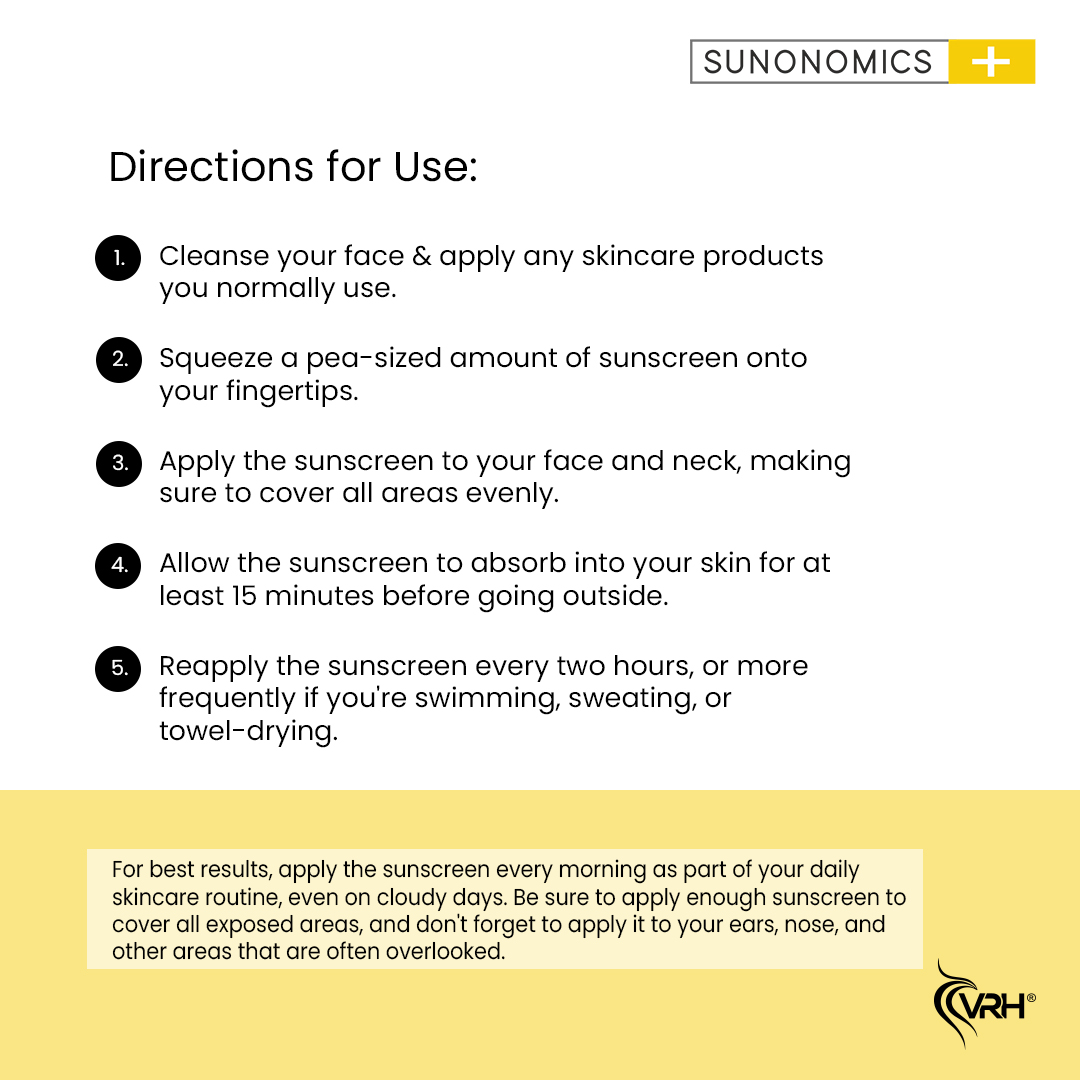 SUNONOMICS +
Directions for Use:
1. Cleanse your face & apply any skincare products
you normally use.
2. Squeeze a pea-sized amount of sunscreen onto
your fingertips.
3. Apply the sunscreen to your face and neck, making
sure to cover all areas evenly.
4. Allow the sunscreen to absorb into your skin for at
least 15 minutes before going outside.
5. Reapply the sunscreen every two hours, or more
frequently if you're swimming, sweating, or
towel-drying.
For best results, apply the sunscreen every morning as part of your daily
skincare routine, even on cloudy days. Be sure to apply enough sunscreen to
cover all exposed areas, and don't forget to apply it to your ears, nose, and
other areas that are often overlooked.
VRH®